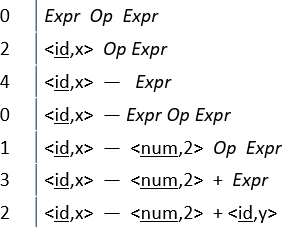 0 Expr Op Expr
2 <id,x> Op Expr
4 <id,x> — Expr
0 <id,x> — Expr Op Expr
1 <id,x> — <num,2> Op Expr
3 <id,x> — <num,2> + Expr
2 <id,x> — <num,2> + <id,y>